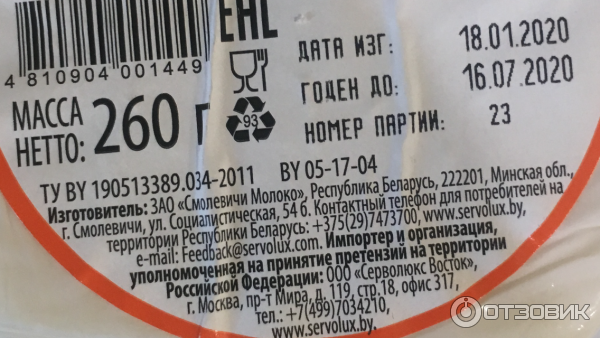 EAC
4 810904 001449
МАССА
НЕТТО: 260 г
93
ДАТА ИЗГ: 18.01.2020
ГОДЕН ДО: 16.07.2020
НОМЕР ПАРТИИ: 23
ТУ BY 190513389.034-2011 BY 05-17-04
Изготовитель: ЗАО «Смолевичи Молоко», Республика Беларусь, 222201, Минская обл.,
г. Смолевичи, ул. Социалистическая, 54 б. Контактный телефон для потребителей на
территории Республики Беларусь: +375(29)7473700, www.servolux.by,
e-mail: Feedback@servolux.com. Импортер и организация,
уполномоченная на принятие претензий на территории
Российской Федерации: ООО «Серволюкс Восток»,
г. Москва, пр-т Мира, д. 119, стр.18, офис 317,
тел.: +7(499)7034210,
www.servolux.by.
ОТЗОВИК